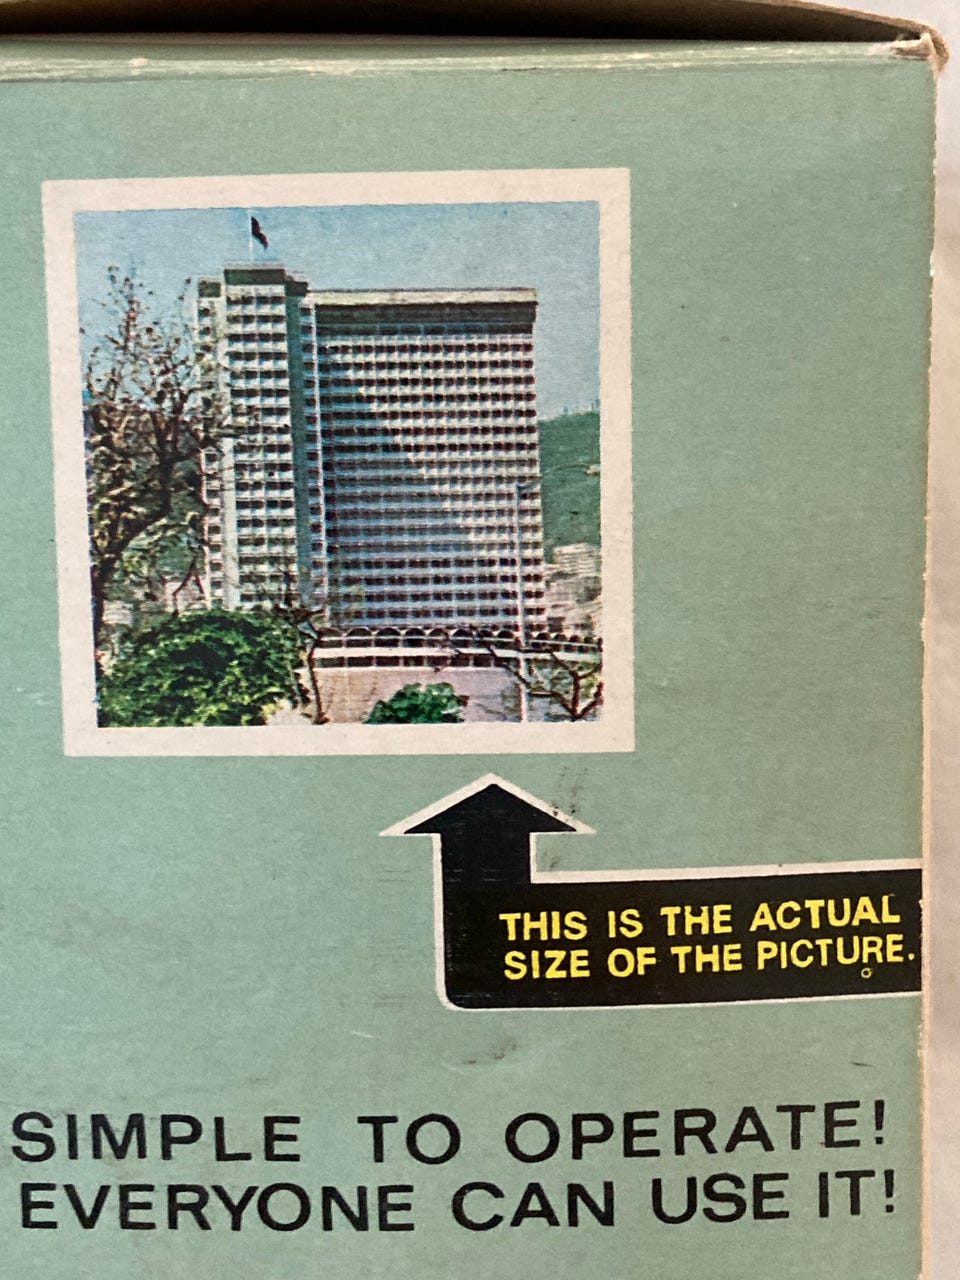 THIS IS THE ACTUAL
SIZE OF THE PICTURE.
SIMPLE TO OPERATE!
EVERYONE CAN USE IT!